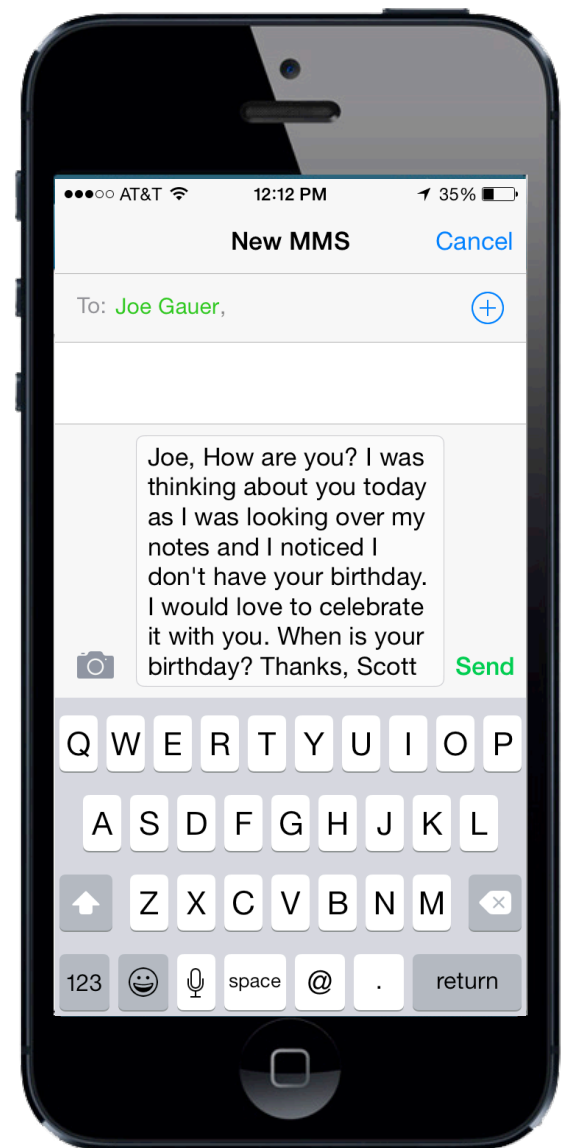 AT&T 12:12 PM 35%
New MMS Cancel
To: Joe Gauer,
Joe, How are you? I was
thinking about you today
as I was looking over my
notes and I noticed I
don't have your birthday.
I would love to celebrate
it with you. When is your
birthday? Thanks, Scott
Send
Q W E R T Y U I O P
A S D F G H J K L
Z X C V B N M
123 space @ . return